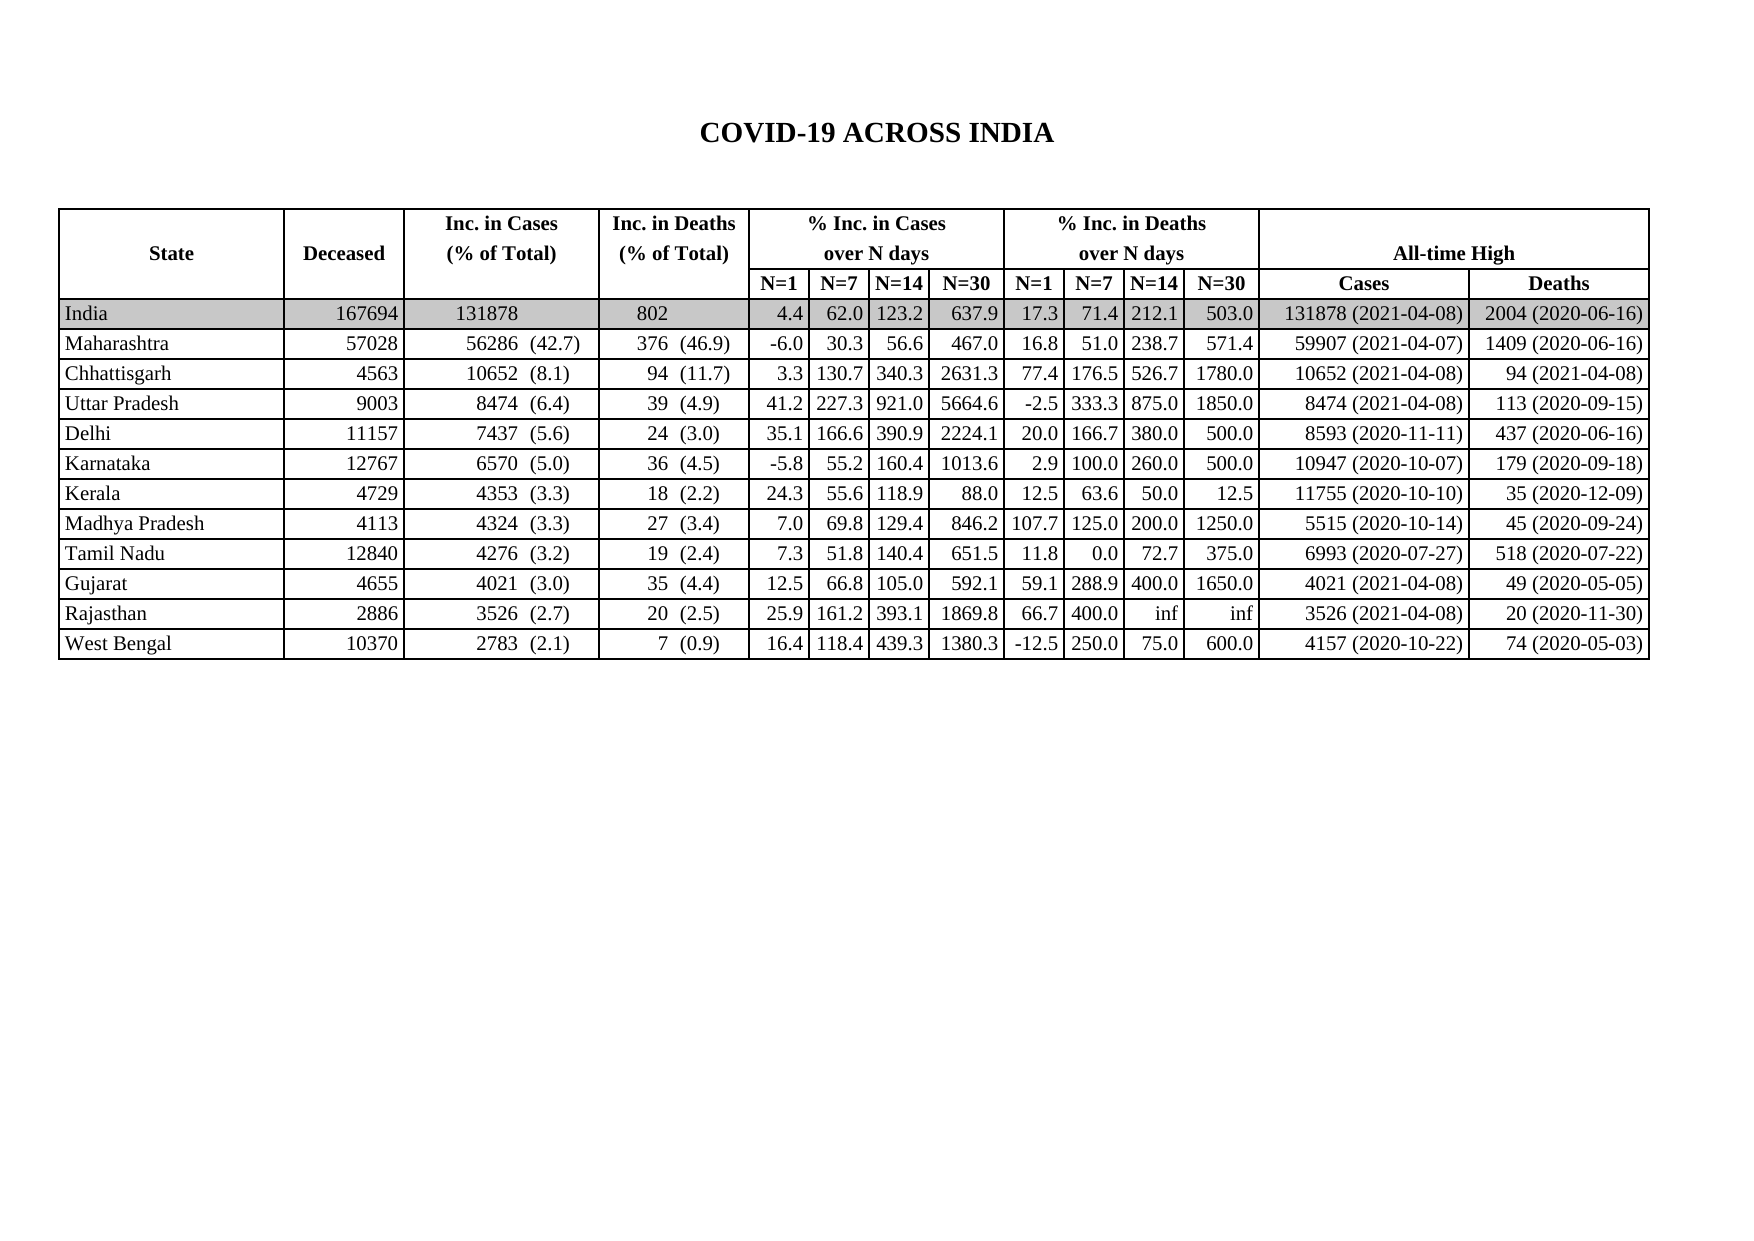 COVID-19 ACROSS INDIA
State Deceased Inc. in Cases (% of Total) Inc. in Deaths (% of Total) % Inc. in Cases over N days % Inc. in Deaths over N days All-time High
N=1 N=7 N=14 N=30 N=1 N=7 N=14 N=30 Cases Deaths
India 167694 131878 802 4.4 62.0 123.2 637.9 17.3 71.4 212.1 503.0 131878 (2021-04-08) 2004 (2020-06-16)
Maharashtra 57028 56286 (42.7) 376 (46.9) -6.0 30.3 56.6 467.0 16.8 51.0 238.7 571.4 59907 (2021-04-07) 1409 (2020-06-16)
Chhattisgarh 4563 10652 (8.1) 94 (11.7) 3.3 130.7 340.3 2631.3 77.4 176.5 526.7 1780.0 10652 (2021-04-08) 94 (2021-04-08)
Uttar Pradesh 9003 8474 (6.4) 39 (4.9) 41.2 227.3 921.0 5664.6 -2.5 333.3 875.0 1850.0 8474 (2021-04-08) 113 (2020-09-15)
Delhi 11157 7437 (5.6) 24 (3.0) 35.1 166.6 390.9 2224.1 20.0 166.7 380.0 500.0 8593 (2020-11-11) 437 (2020-06-16)
Karnataka 12767 6570 (5.0) 36 (4.5) -5.8 55.2 160.4 1013.6 2.9 100.0 260.0 500.0 10947 (2020-10-07) 179 (2020-09-18)
Kerala 4729 4353 (3.3) 18 (2.2) 24.3 55.6 118.9 88.0 12.5 63.6 50.0 12.5 11755 (2020-10-10) 35 (2020-12-09)
Madhya Pradesh 4113 4324 (3.3) 27 (3.4) 7.0 69.8 129.4 846.2 107.7 125.0 200.0 1250.0 5515 (2020-10-14) 45 (2020-09-24)
Tamil Nadu 12840 4276 (3.2) 19 (2.4) 7.3 51.8 140.4 651.5 11.8 0.0 72.7 375.0 6993 (2020-07-27) 518 (2020-07-22)
Gujarat 4655 4021 (3.0) 35 (4.4) 12.5 66.8 105.0 592.1 59.1 288.9 400.0 1650.0 4021 (2021-04-08) 49 (2020-05-05)
Rajasthan 2886 3526 (2.7) 20 (2.5) 25.9 161.2 393.1 1869.8 66.7 400.0 inf inf 3526 (2021-04-08) 20 (2020-11-30)
West Bengal 10370 2783 (2.1) 7 (0.9) 16.4 118.4 439.3 1380.3 -12.5 250.0 75.0 600.0 4157 (2020-10-22) 74 (2020-05-03)